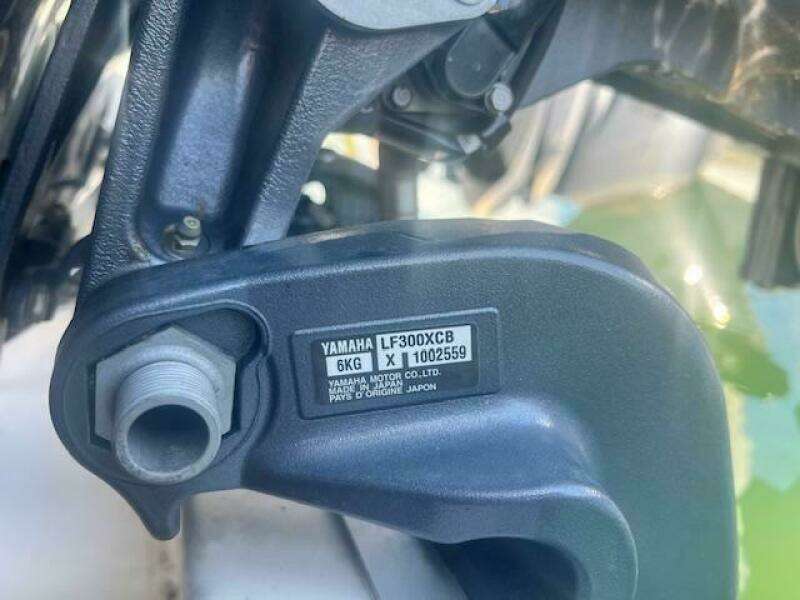 YAMAHA LF300XCB
6KG X 1002559
YAMAHA MOTOR CO.,LTD.
MADE IN JAPAN
PAYS D'ORIGINE JAPON